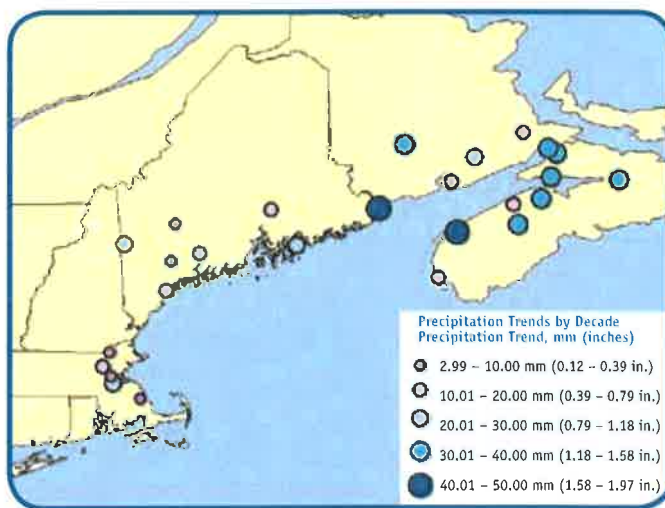 Precipitation Trends by Decade
Precipitation Trend, mm (inches)
2.99 – 10.00 mm (0.12 – 0.39 in.)
10.01 – 20.00 mm (0.39 – 0.79 in.)
20.01 – 30.00 mm (0.79 – 1.18 in.)
30.01 – 40.00 mm (1.18 – 1.58 in.)
40.01 – 50.00 mm (1.58 – 1.97 in.)